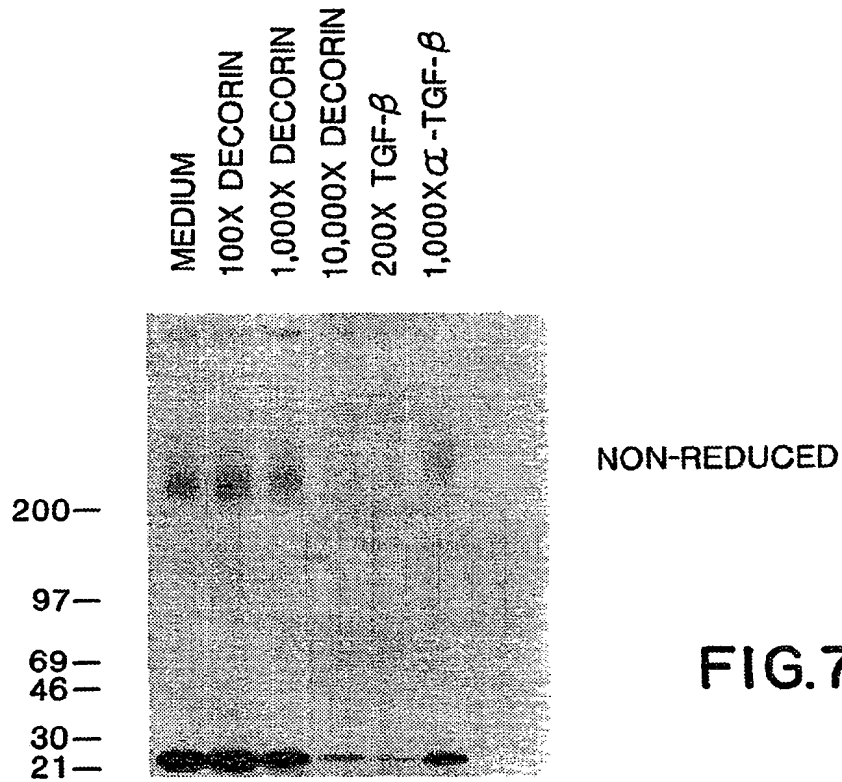 MEDIUM
100X DECORIN
1,000X DECORIN
10,000X DECORIN
200X TGF-β
1,000X α-TGF-β
NON-REDUCED
200—
97—
69—
46—
30—
21—
FIG.7